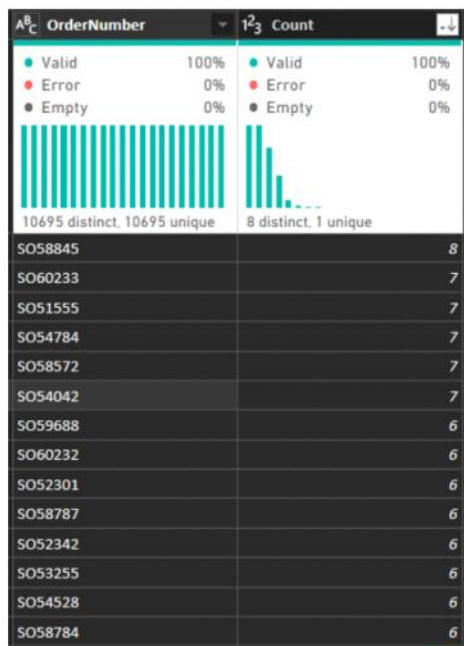 ABC OrderNumber 123 Count
Valid 100% Valid 100%
Error 0% Error 0%
Empty 0% Empty 0%
10695 distinct, 10695 unique 8 distinct, 1 unique
SO58845 8
SO60233 7
SO51555 7
SO54784 7
SO58572 7
SO54042 7
SO59688 6
SO60232 6
SO52301 6
SO58787 6
SO52342 6
SO53255 6
SO54528 6
SO58784 6